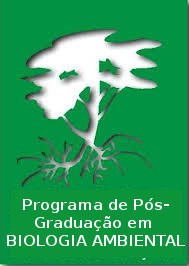 Programa de Pós-
Graduação em
BIOLOGIA AMBIENTAL